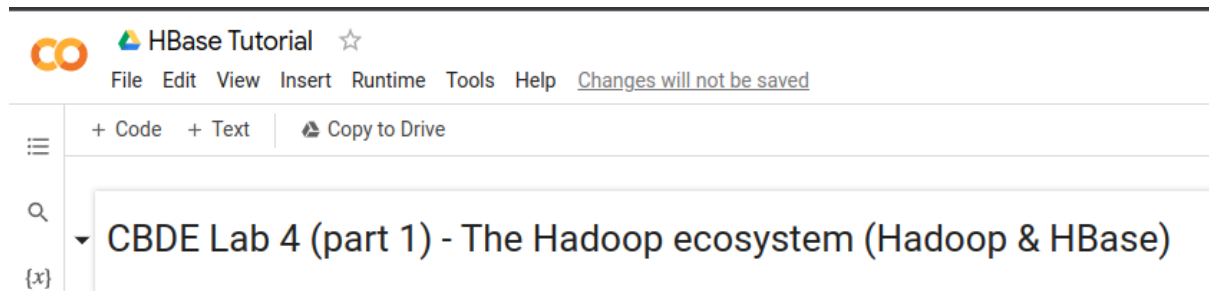 HBase Tutorial
File Edit View Insert Runtime Tools Help Changes will not be saved
+ Code + Text Copy to Drive
CBDE Lab 4 (part 1) - The Hadoop ecosystem (Hadoop & HBase)
{x}